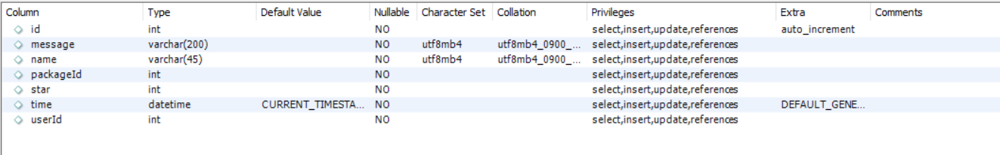 Column Type Default Value Nullable Character Set Collation Privileges Extra Comments
id int NO select,insert,update,references auto_increment
message varchar(200) NO utf8mb4 utf8mb4_0900_... select,insert,update,references
name varchar(45) NO utf8mb4 utf8mb4_0900_... select,insert,update,references
packageId int NO select,insert,update,references
star int NO select,insert,update,references
time datetime CURRENT_TIMESTA... NO select,insert,update,references DEFAULT_GENE...
userId int NO select,insert,update,references